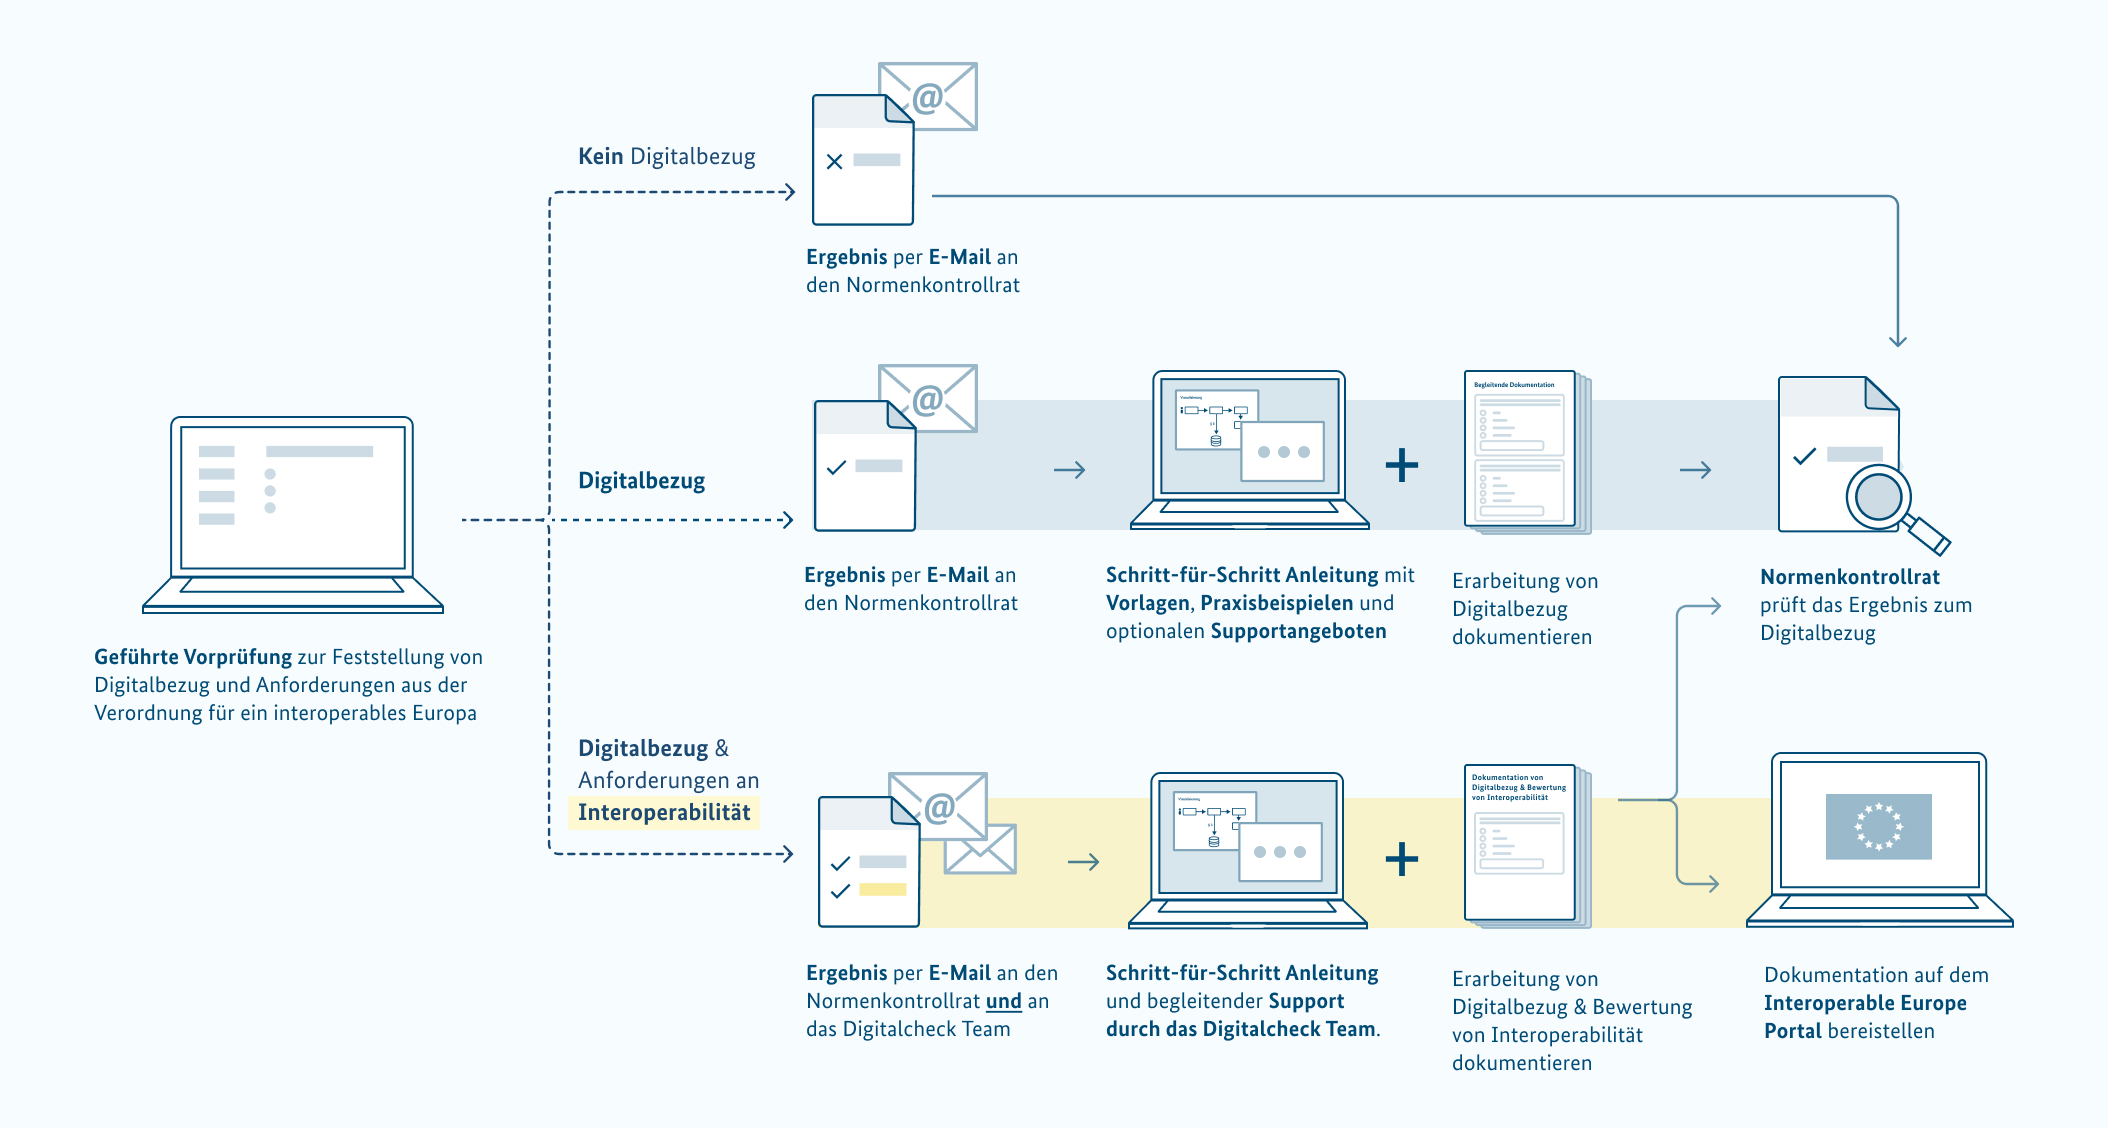 @
Kein Digitalbezug
Ergebnis per E-Mail an
den Normenkontrollrat
@
Digitalbezug
Ergebnis per E-Mail an
den Normenkontrollrat
Visualisierung
Schritt-für-Schritt Anleitung mit
Vorlagen, Praxisbeispielen und
optionalen Supportangeboten
+
Begleitende Dokumentation
Erarbeitung von
Digitalbezug
dokumentieren
Normenkontrollrat
prüft das Ergebnis zum
Digitalbezug
Geführte Vorprüfung zur Feststellung von
Digitalbezug und Anforderungen aus der
Verordnung für ein interoperables Europa
Digitalbezug &
Anforderungen an
Interoperabilität
@
Ergebnis per E-Mail an den
Normenkontrollrat und an
das Digitalcheck Team
Visualisierung
Schritt-für-Schritt Anleitung
und begleitender Support
durch das Digitalcheck Team.
+
Dokumentation von
Digitalbezug & Bewertung
von Interoperabilität
Erarbeitung von
Digitalbezug & Bewertung
von Interoperabilität
dokumentieren
Dokumentation auf dem
Interoperable Europe
Portal bereistellen